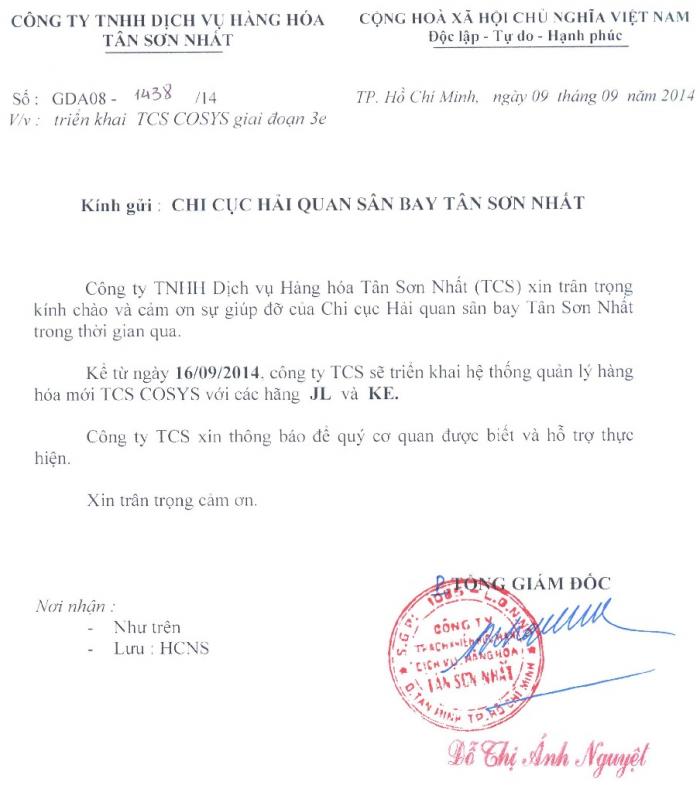 CÔNG TY TNHH DỊCH VỤ HÀNG HÓA
TÂN SƠN NHẤT
CỘNG HOÀ XÃ HỘI CHỦ NGHĨA VIỆT NAM
Độc lập - Tự do - Hạnh phúc
Số : GDA08 - 1438 /14
V/v : triển khai TCS COSYS giai đoạn 3e
TP. Hồ Chí Minh, ngày 09 tháng 09 năm 2014
Kính gửi : CHI CỤC HẢI QUAN SÂN BAY TÂN SƠN NHẤT
Công ty TNHH Dịch vụ Hàng hóa Tân Sơn Nhất (TCS) xin trân trọng
kính chào và cảm ơn sự giúp đỡ của Chi cục Hải quan sân bay Tân Sơn Nhất
trong thời gian qua.
Kể từ ngày 16/09/2014, công ty TCS sẽ triển khai hệ thống quản lý hàng
hóa mới TCS COSYS với các hãng JL và KE.
Công ty TCS xin thông báo để quý cơ quan được biết và hỗ trợ thực
hiện.
Xin trân trọng cảm ơn.
TỔNG GIÁM ĐỐC
Nơi nhận :
- Như trên
- Lưu : HCNS
CÔNG TY
DỊCH VỤ HÀNG HÓA
TÂN SƠN NHẤT
Q.TÂN BÌNH TP.HỒ CHÍ MINH
Đỗ Thị Ánh Nguyệt